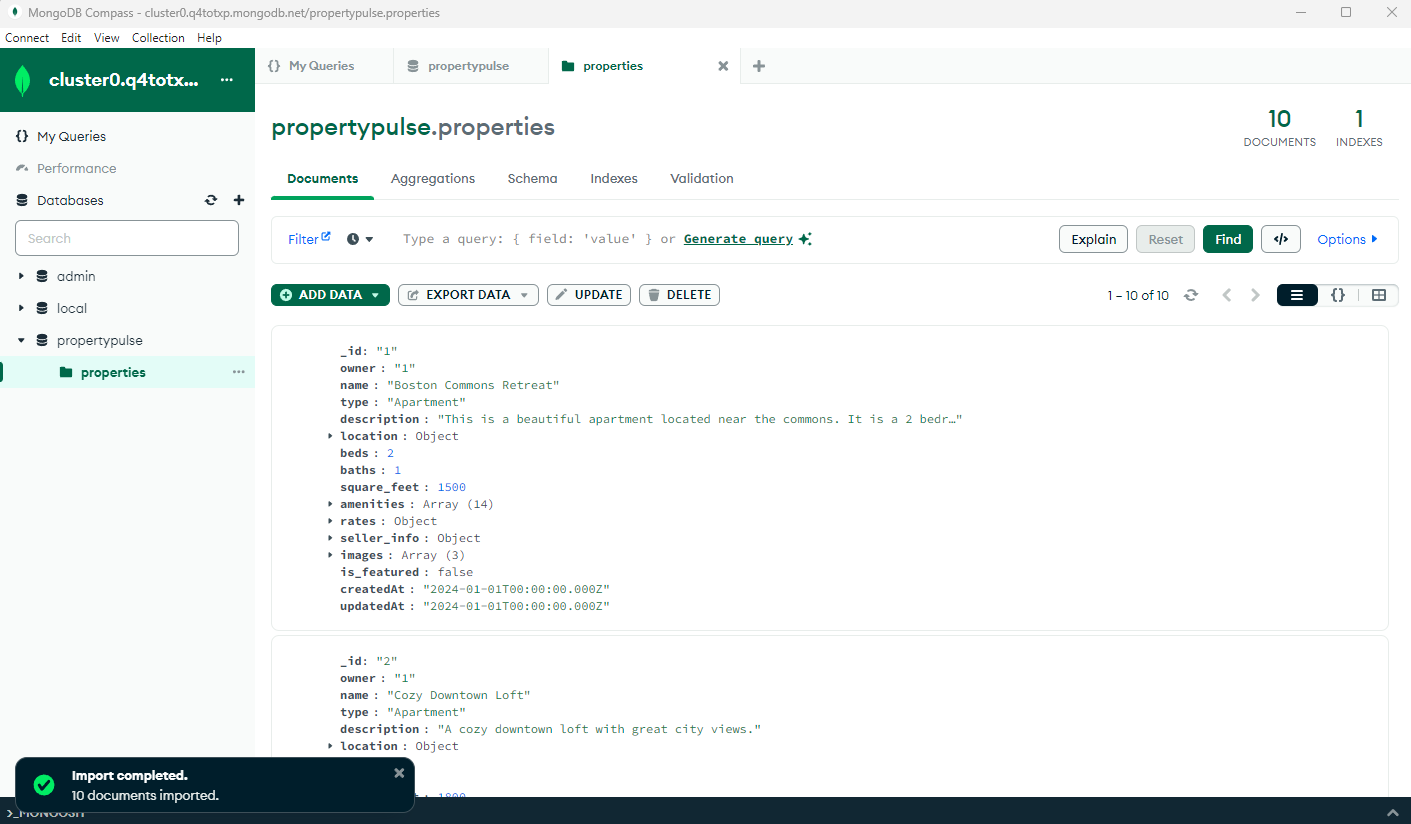 MongoDB Compass - cluster0.q4totxp.mongodb.net/propertypulse.properties
Connect Edit View Collection Help
cluster0.q4totx... ...
{} My Queries propertypulse properties
My Queries
Performance
Databases
Search
admin
local
propertypulse
properties ...
propertypulse.properties
10 DOCUMENTS
1 INDEXES
Documents Aggregations Schema Indexes Validation
Filter Type a query: { field: 'value' } or Generate query Explain Reset Find </> Options
ADD DATA EXPORT DATA UPDATE DELETE 1 – 10 of 10 {}
_id: "1"
owner : "1"
name : "Boston Commons Retreat"
type : "Apartment"
description : "This is a beautiful apartment located near the commons. It is a 2 bedr…"
location : Object
beds : 2
baths : 1
square_feet : 1500
amenities : Array (14)
rates : Object
seller_info : Object
images : Array (3)
is_featured : false
createdAt : "2024-01-01T00:00:00.000Z"
updatedAt : "2024-01-01T00:00:00.000Z"
_id: "2"
owner : "1"
name : "Cozy Downtown Loft"
type : "Apartment"
description : "A cozy downtown loft with great city views."
location : Object
Import completed.
10 documents imported.
>_MONGOSH